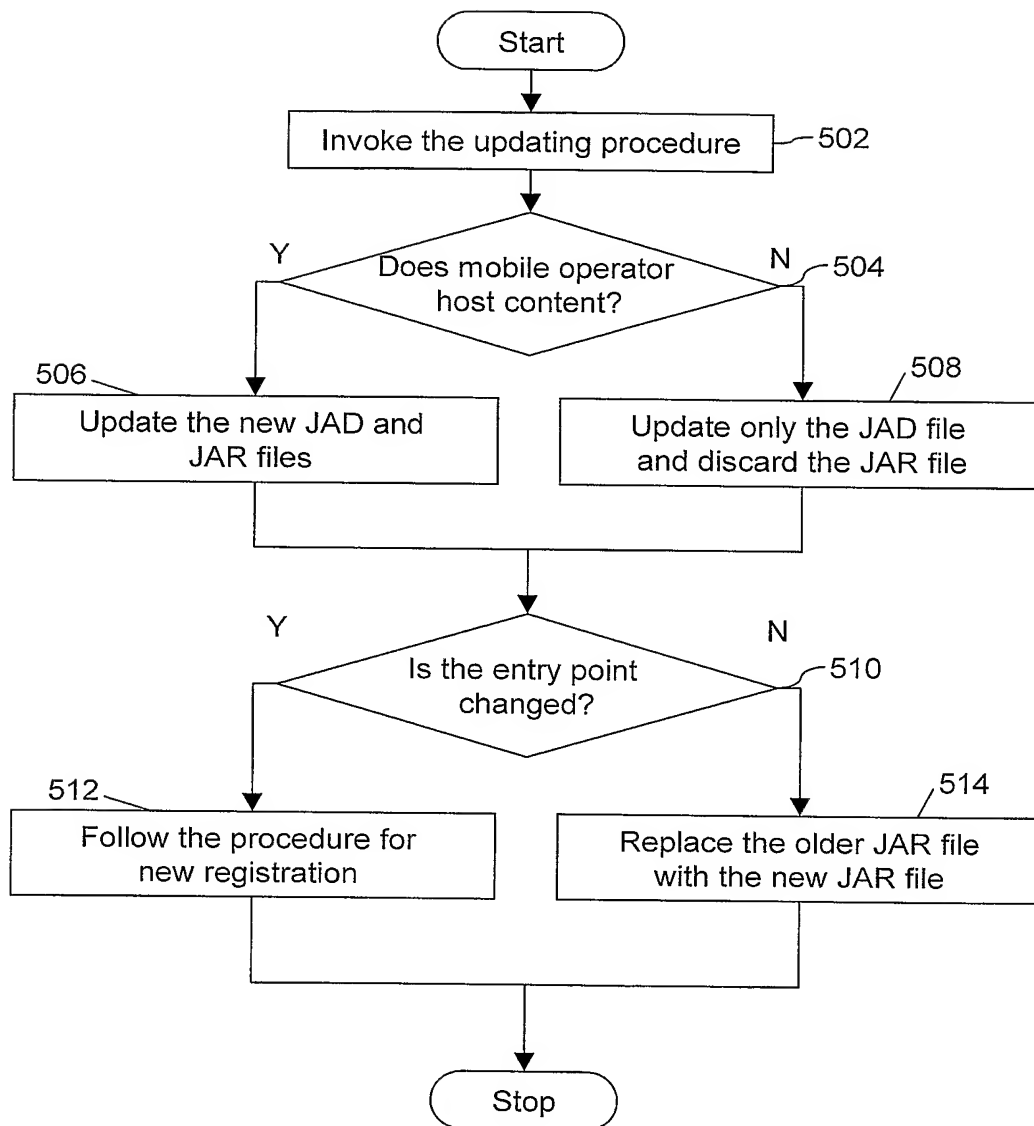 Start
Invoke the updating procedure
502
Y
N
Does mobile operator
host content?
504
506
508
Update the new JAD and
JAR files
Update only the JAD file
and discard the JAR file
Y
N
Is the entry point
changed?
510
512
514
Follow the procedure for
new registration
Replace the older JAR file
with the new JAR file
Stop